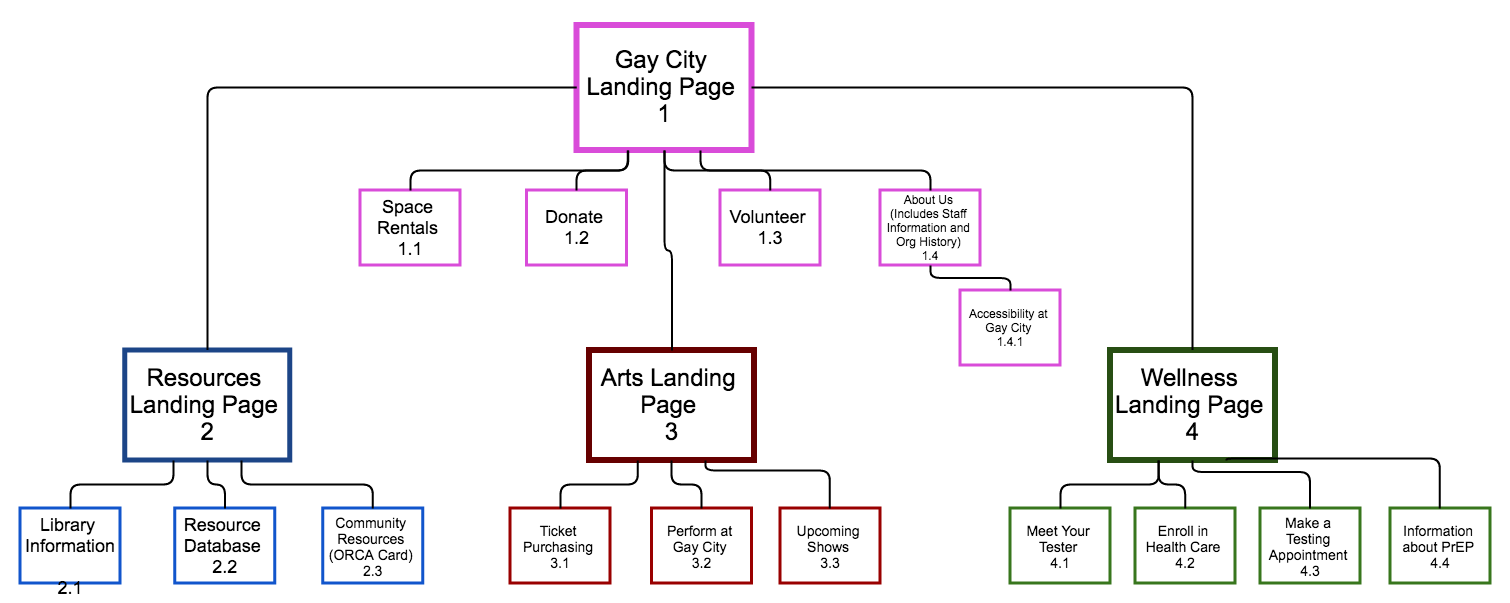 Gay City
Landing Page
1
Space
Rentals
1.1
Donate
1.2
Volunteer
1.3
About Us
(Includes Staff
Information and
Org History)
1.4
Accessibility at
Gay City
1.4.1
Resources
Landing Page
2
Arts Landing
Page
3
Wellness
Landing Page
4
Library
Information
2.1
Resource
Database
2.2
Community
Resources
(ORCA Card)
2.3
Ticket
Purchasing
3.1
Perform at
Gay City
3.2
Upcoming
Shows
3.3
Meet Your
Tester
4.1
Enroll in
Health Care
4.2
Make a
Testing
Appointment
4.3
Information
about PrEP
4.4